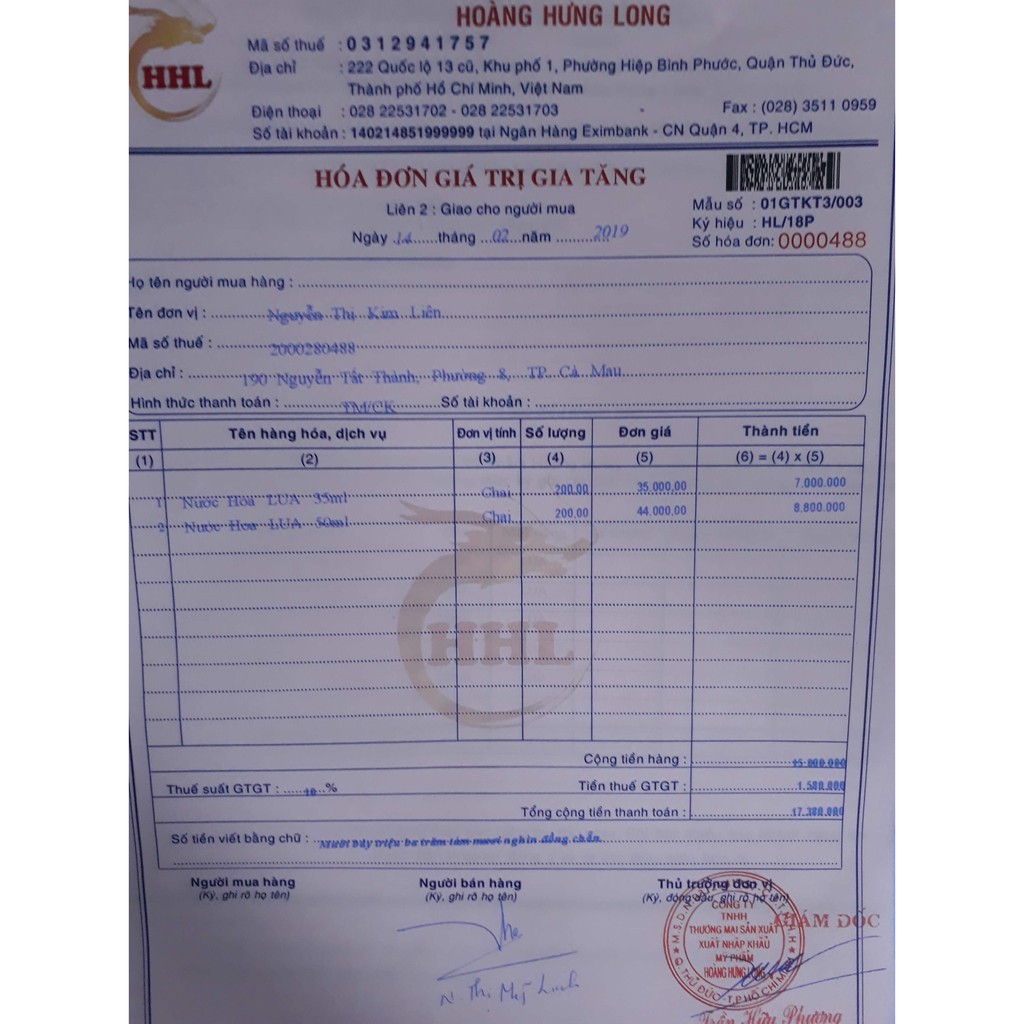 HOÀNG HƯNG LONG
HHL
Mã số thuế : 0312941757
Địa chỉ : 222 Quốc lộ 13 cũ, Khu phố 1, Phường Hiệp Bình Phước, Quận Thủ Đức,
Thành phố Hồ Chí Minh, Việt Nam
Điện thoại : 028 22531702 - 028 22531703 Fax : (028) 3511 0959
Số tài khoản : 140214851999999 tại Ngân Hàng Eximbank - CN Quận 4, TP. HCM
HÓA ĐƠN GIÁ TRỊ GIA TĂNG
Liên 2 : Giao cho người mua
Ngày 14 tháng 02 năm 2019
Mẫu số : 01GTKT3/003
Ký hiệu : HL/18P
Số hóa đơn: 0000488
Họ tên người mua hàng :
Tên đơn vị : Nguyễn Thị Kim Liên
Mã số thuế : 2000280488
Địa chỉ : 190 Nguyễn Tất Thành, Phường 8, TP. Cà Mau
Hình thức thanh toán : TM/CK Số tài khoản :
STT Tên hàng hóa, dịch vụ Đơn vị tính Số lượng Đơn giá Thành tiền
(1) (2) (3) (4) (5) (6) = (4) x (5)
1 Nước Hoa LUA 35ml Chai 200,00 35.000,00 7.000.000
2 Nước Hoa LUA 50ml Chai 200,00 44.000,00 8.800.000
HHL
Cộng tiền hàng : 15.800.000
Thuế suất GTGT : 10 % Tiền thuế GTGT : 1.580.000
Tổng cộng tiền thanh toán : 17.380.000
Số tiền viết bằng chữ : Mười bảy triệu ba trăm tám mươi nghìn đồng chẵn.
Người mua hàng Người bán hàng Thủ trưởng đơn vị
(Ký, ghi rõ họ tên) (Ký, ghi rõ họ tên) (Ký, đóng dấu, ghi rõ họ tên)
CÔNG TY
TNHH
THƯƠNG MẠI SẢN XUẤT
XUẤT NHẬP KHẨU
MỸ PHẨM
HOÀNG HƯNG LONG
THỦ ĐỨC - T.P HỒ CHÍ MINH
GIÁM ĐỐC
N. Thị Mỹ Linh
Trần Hữu Phương